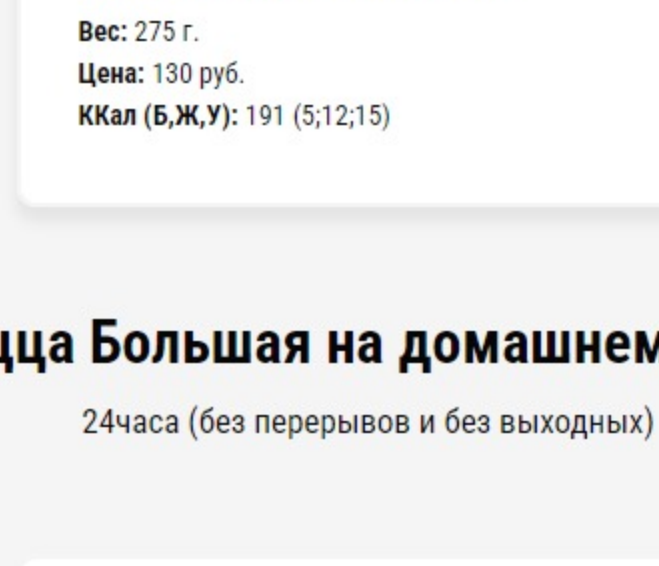 Вес: 275 г.
Цена: 130 руб.
ККал (Б,Ж,У): 191 (5;12;15)
цца Большая на домашнем
24часа (без перерывов и без выходных)